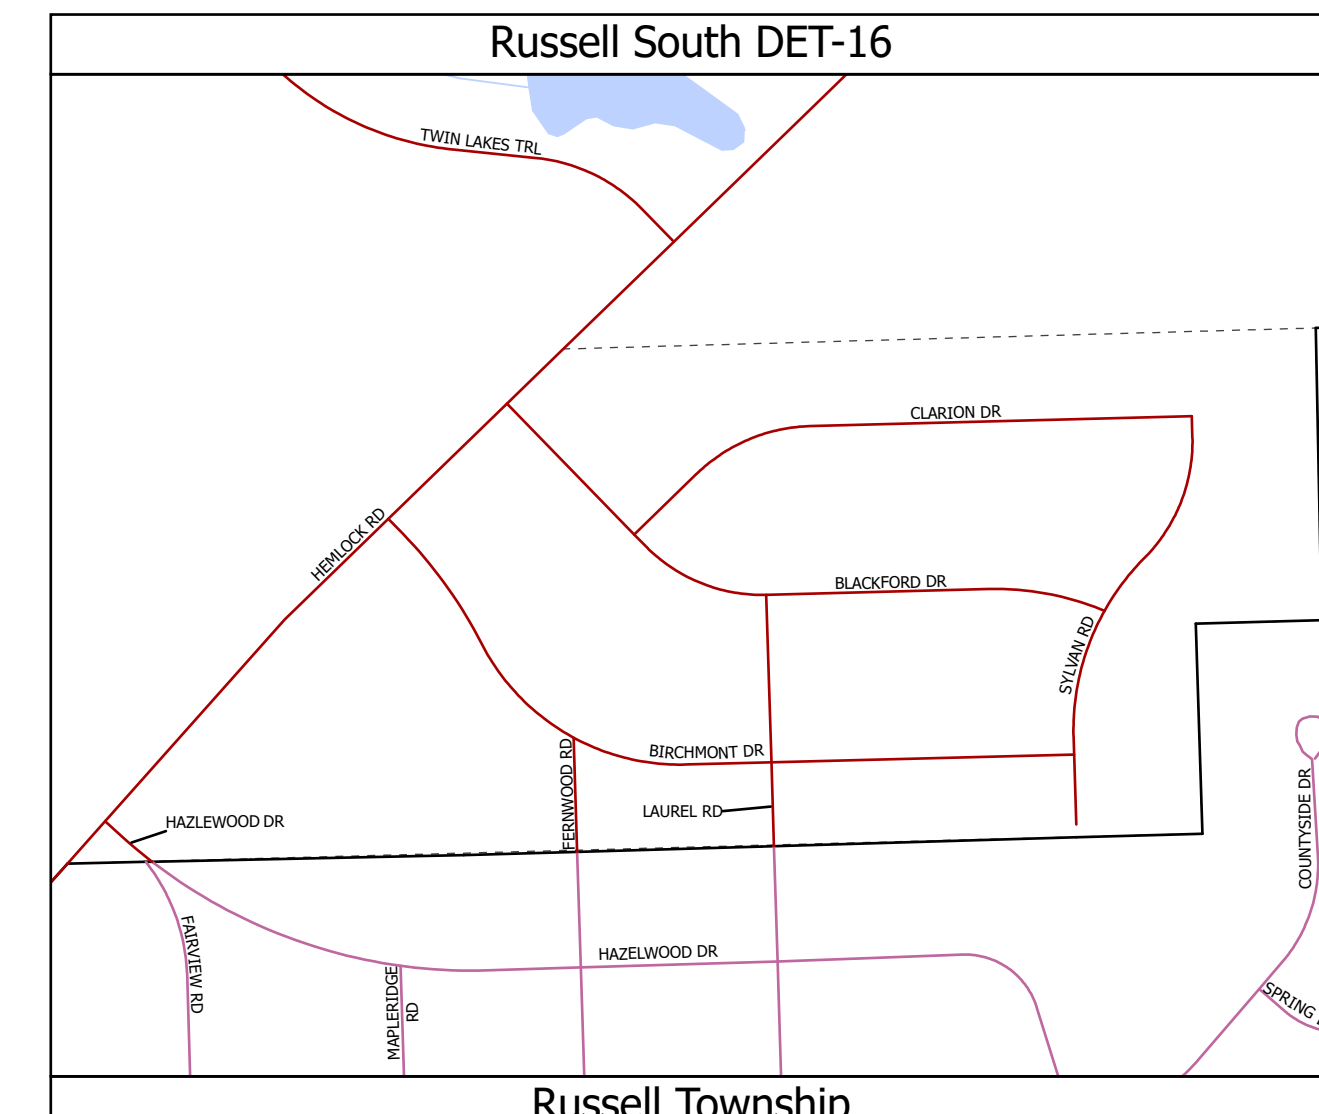 Russell South DET-16
TWIN LAKES TRL
CLARION DR
HEMLOCK RD
BLACKFORD DR
SYLVAN RD
BIRCHMONT DR
FERNWOOD RD
LAUREL RD
HAZLEWOOD DR
COUNTYSIDE DR
FAIRVIEW RD
HAZELWOOD DR
MAPLERIDGE
RD
SPRING
Russell Township